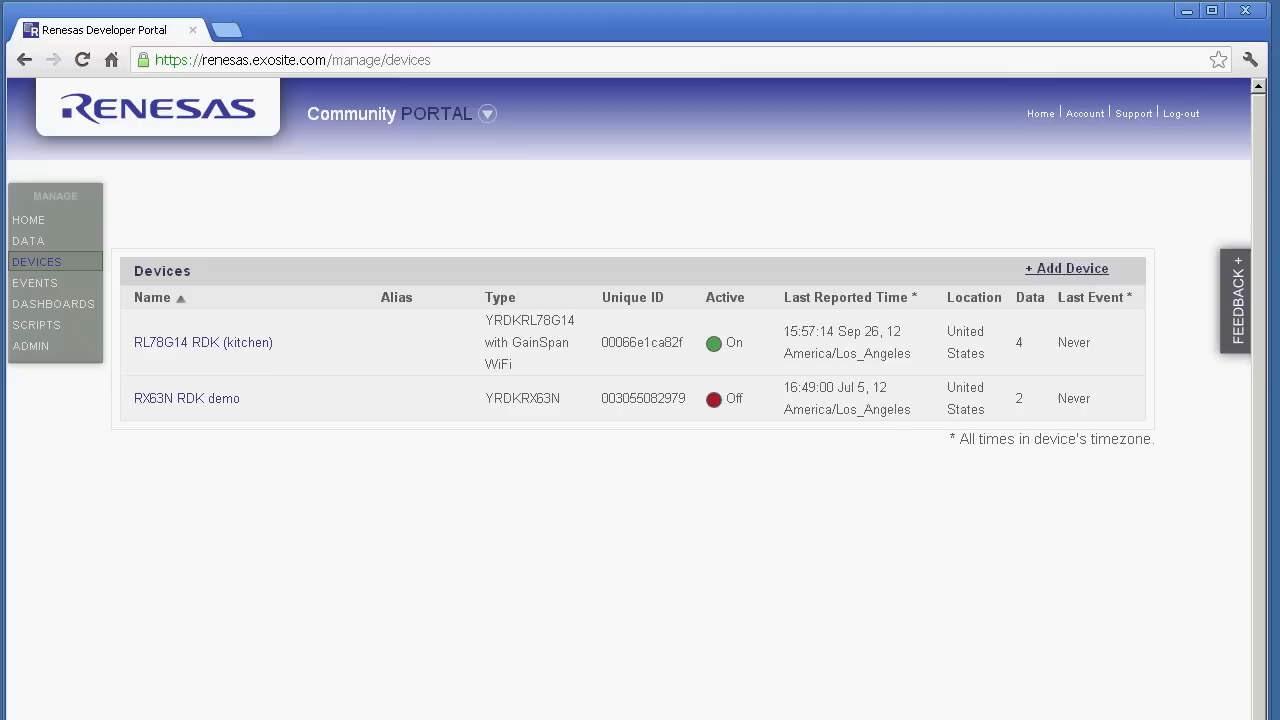 Renesas Developer Portal
https://renesas.exosite.com/manage/devices
RENESAS
Community PORTAL
Home Account Support Log-out
MANAGE
HOME
DATA
DEVICES
EVENTS
DASHBOARDS
SCRIPTS
ADMIN
Devices + Add Device
Name Alias Type Unique ID Active Last Reported Time * Location Data Last Event *
RL78G14 RDK (kitchen) YRDKRL78G14 with GainSpan WiFi 00066e1ca82f On 15:57:14 Sep 26, 12 America/Los_Angeles United States 4 Never
RX63N RDK demo YRDKRX63N 003055082979 Off 16:49:00 Jul 5, 12 America/Los_Angeles United States 2 Never
* All times in device's timezone.
FEEDBACK +